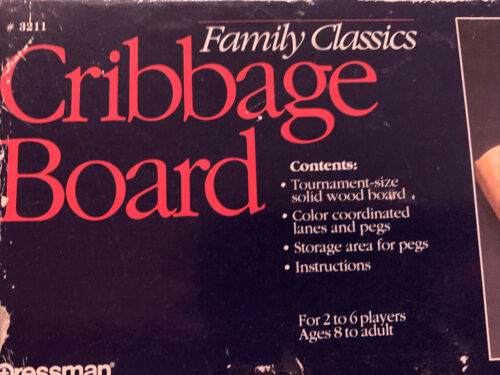 # 3211
Family Classics
Cribbage
Board
Contents:
• Tournament-size
solid wood board
• Color coordinated
lanes and pegs
• Storage area for pegs
• Instructions
For 2 to 6 players
Ages 8 to adult
Pressman®